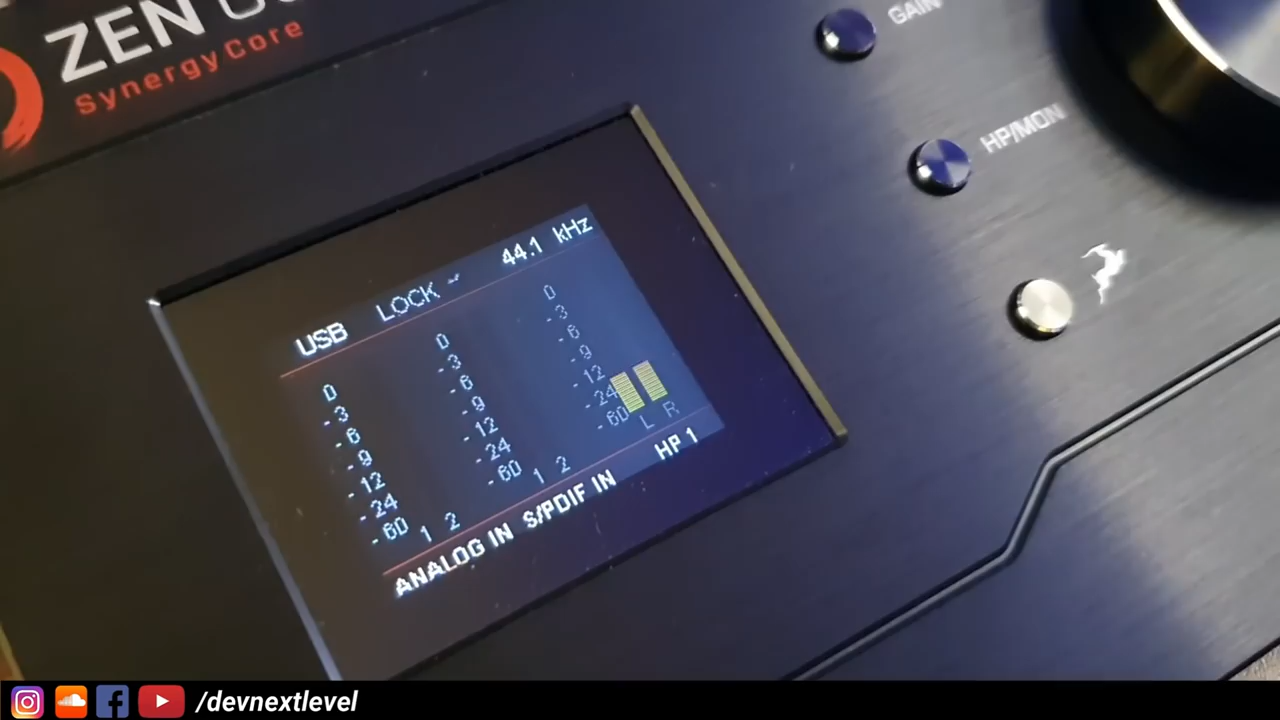 ZEN
SynergyCore
GAIN
HP/MON
USB LOCK 44.1 kHz
0 0 0
-3 -3 -3
-6 -6 -6
-9 -9 -9
-12 -12 -12
-24 -24 -24
-60 -60 -60
1 2 1 2 L R
ANALOG IN S/PDIF IN HP 1
/devnextlevel